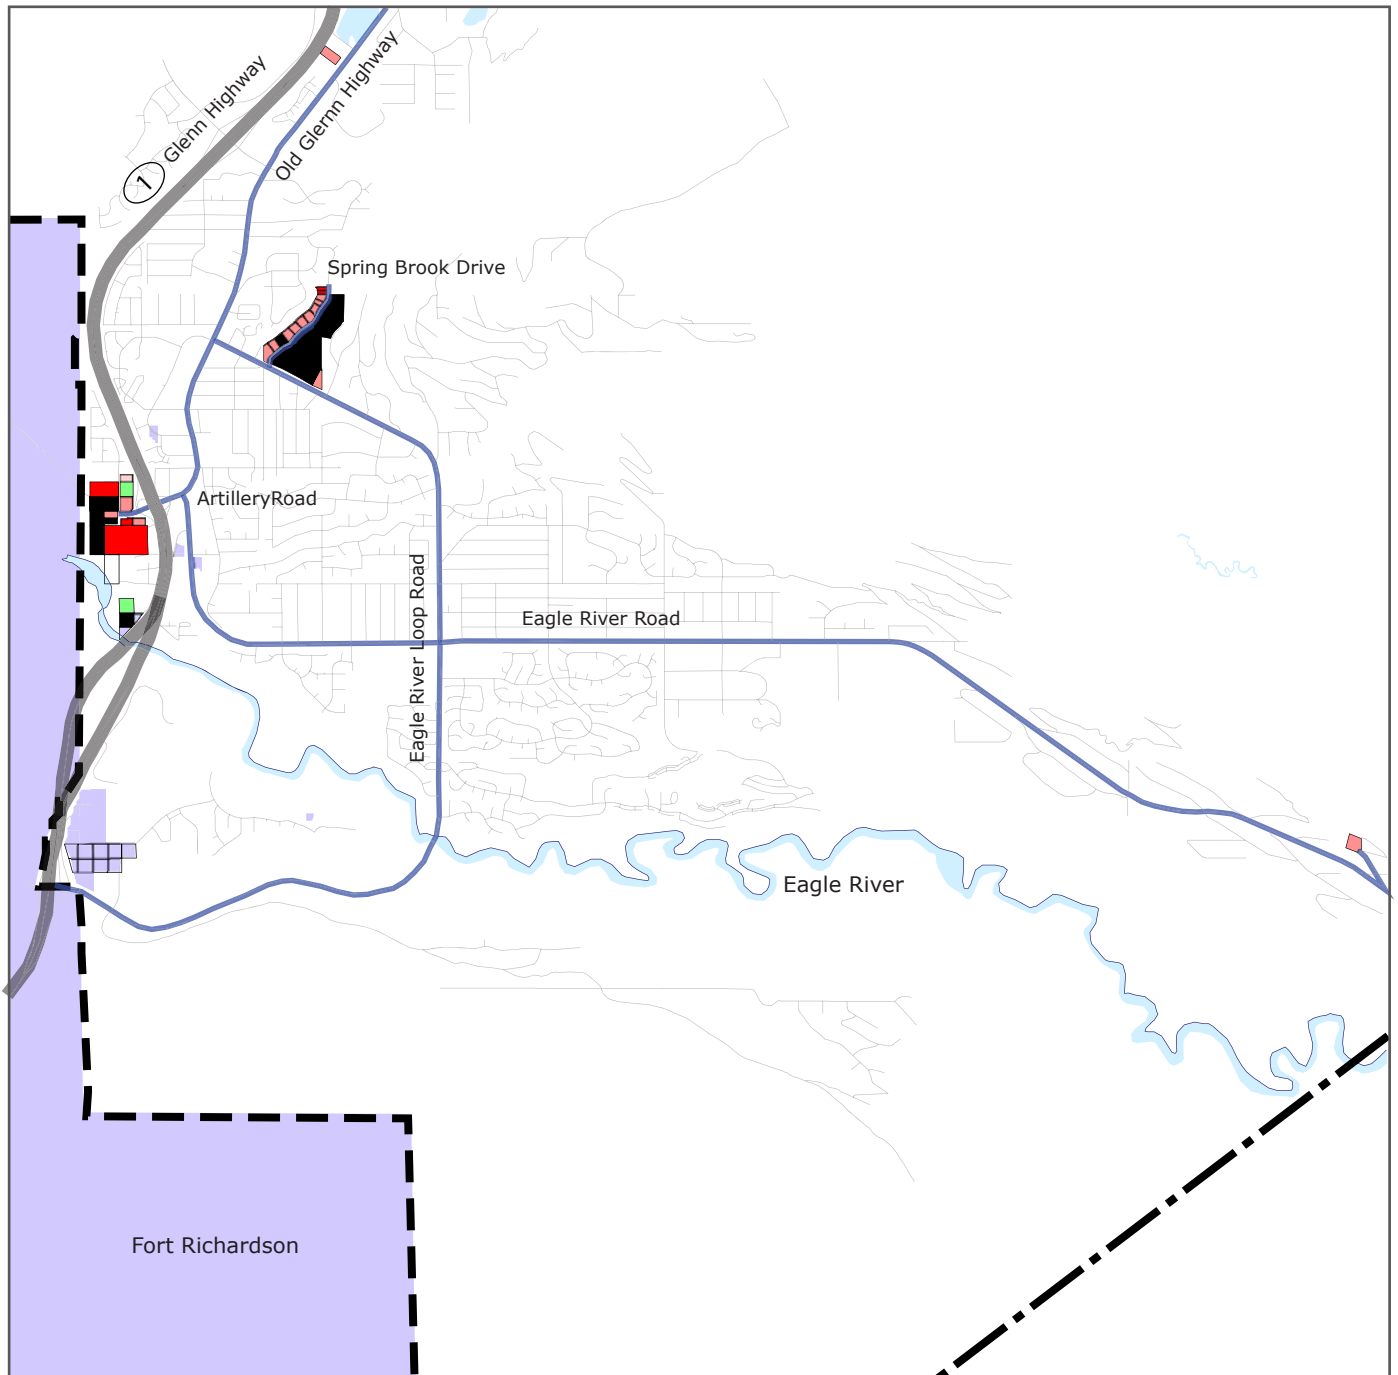 Glenn Highway
1
Old Glernn Highway
Spring Brook Drive
ArtilleryRoad
Eagle River Loop Road
Eagle River Road
Eagle River
Fort Richardson